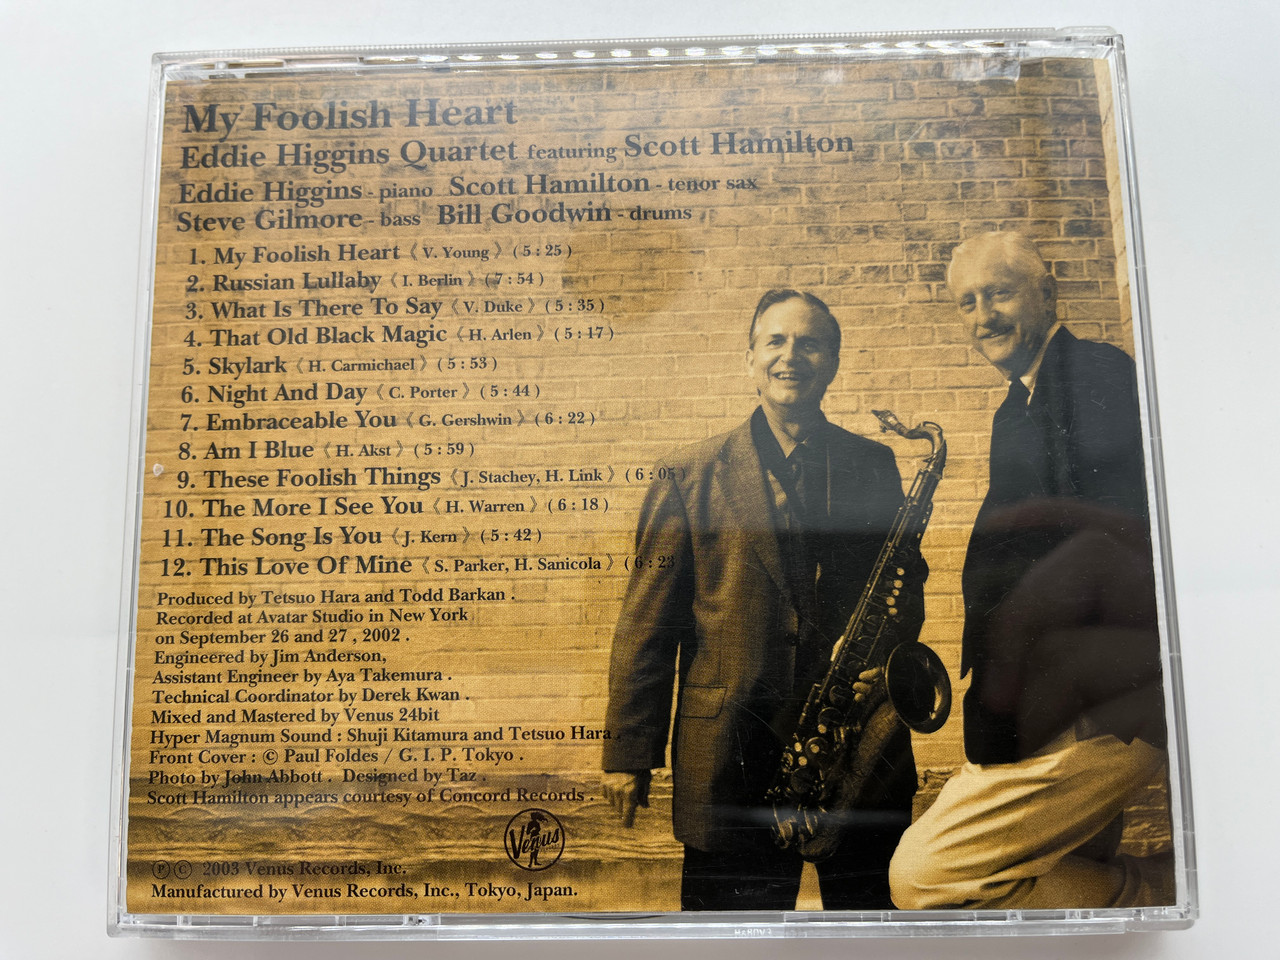 My Foolish Heart
Eddie Higgins Quartet featuring Scott Hamilton
Eddie Higgins - piano Scott Hamilton - tenor sax
Steve Gilmore - bass Bill Goodwin - drums
1. My Foolish Heart《 V. Young 》( 5 : 25 )
2. Russian Lullaby《 I. Berlin 》( 7 : 54 )
3. What Is There To Say《 V. Duke 》( 5 : 35 )
4. That Old Black Magic《 H. Arlen 》( 5 : 17 )
5. Skylark《 H. Carmichael 》( 5 : 53 )
6. Night And Day《 C. Porter 》( 5 : 44 )
7. Embraceable You《 G. Gershwin 》( 6 : 22 )
8. Am I Blue《 H. Akst 》( 5 : 59 )
9. These Foolish Things《 J. Stachey, H. Link 》( 6 : 05 )
10. The More I See You《 H. Warren 》( 6 : 18 )
11. The Song Is You《 J. Kern 》( 5 : 42 )
12. This Love Of Mine《 S. Parker, H. Sanicola 》( 6 : 23
Produced by Tetsuo Hara and Todd Barkan .
Recorded at Avatar Studio in New York
on September 26 and 27 , 2002 .
Engineered by Jim Anderson,
Assistant Engineer by Aya Takemura .
Technical Coordinator by Derek Kwan .
Mixed and Mastered by Venus 24bit
Hyper Magnum Sound : Shuji Kitamura and Tetsuo Hara .
Front Cover : © Paul Foldes / G. I. P. Tokyo .
Photo by John Abbott . Designed by Taz .
Scott Hamilton appears courtesy of Concord Records .
Venus
℗ © 2003 Venus Records, Inc.
Manufactured by Venus Records, Inc., Tokyo, Japan.